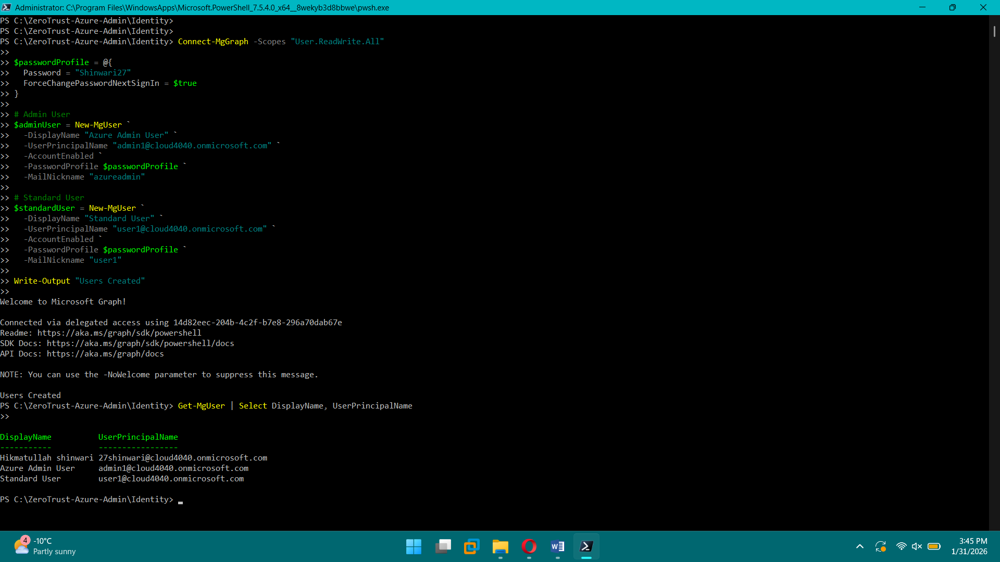 Administrator: C:\Program Files\WindowsApps\Microsoft.PowerShell_7.5.4.0_x64__8wekyb3d8bbwe\pwsh.exe
PS C:\ZeroTrust-Azure-Admin\Identity>
PS C:\ZeroTrust-Azure-Admin\Identity>
PS C:\ZeroTrust-Azure-Admin\Identity> Connect-MgGraph -Scopes "User.ReadWrite.All"
>>
>> $passwordProfile = @{
>>   Password = "Shinwari27"
>>   ForceChangePasswordNextSignIn = $true
>> }
>>
>> # Admin User
>> $adminUser = New-MgUser `
>>   -DisplayName "Azure Admin User" `
>>   -UserPrincipalName "admin1@cloud4040.onmicrosoft.com" `
>>   -AccountEnabled `
>>   -PasswordProfile $passwordProfile `
>>   -MailNickname "azureadmin"
>>
>> # Standard User
>> $standardUser = New-MgUser `
>>   -DisplayName "Standard User" `
>>   -UserPrincipalName "user1@cloud4040.onmicrosoft.com" `
>>   -AccountEnabled `
>>   -PasswordProfile $passwordProfile `
>>   -MailNickname "user1"
>>
>> Write-Output "Users Created"
>>
Welcome to Microsoft Graph!
Connected via delegated access using 14d82eec-204b-4c2f-b7e8-296a70dab67e
Readme: https://aka.ms/graph/sdk/powershell
SDK Docs: https://aka.ms/graph/sdk/powershell/docs
API Docs: https://aka.ms/graph/docs
NOTE: You can use the -NoWelcome parameter to suppress this message.
Users Created
PS C:\ZeroTrust-Azure-Admin\Identity> Get-MgUser | Select DisplayName, UserPrincipalName
>>
DisplayName          UserPrincipalName
-----------          -----------------
Hikmatullah shinwari 27shinwari@cloud4040.onmicrosoft.com
Azure Admin User     admin1@cloud4040.onmicrosoft.com
Standard User        user1@cloud4040.onmicrosoft.com
PS C:\ZeroTrust-Azure-Admin\Identity>
4
-10°C
Partly sunny
W
3:45 PM
1/31/2026